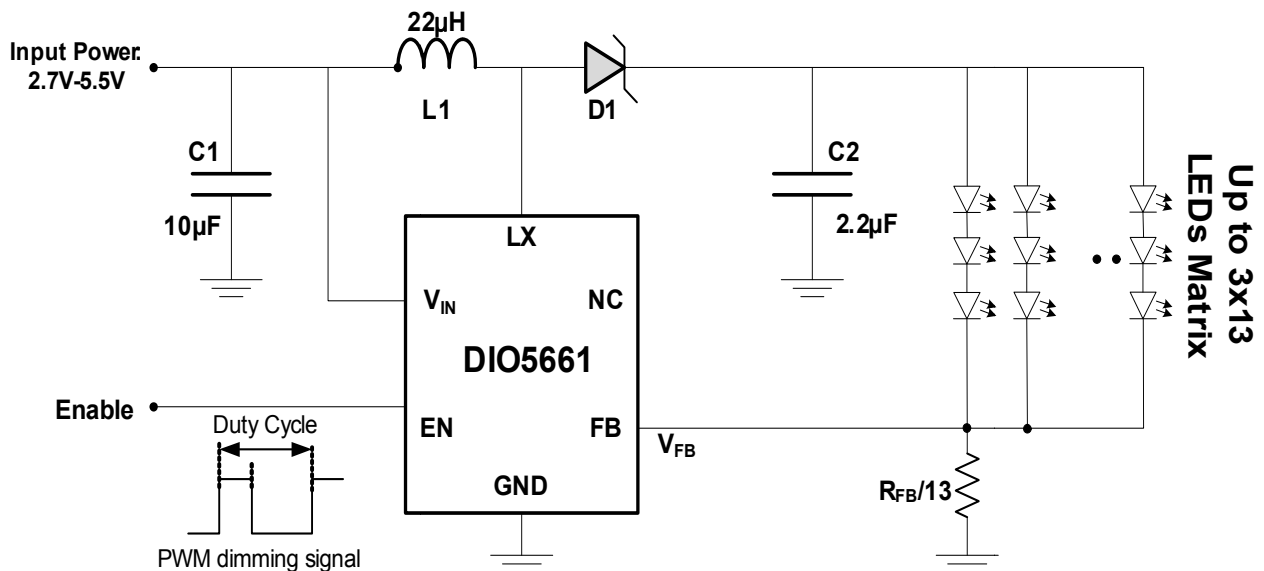 22µH
Input Power:
2.7V-5.5V
L1
D1
C1
10µF
C2
2.2µF
Up to 3x13
LEDs Matrix
LX
VIN
NC
DIO5661
Enable
EN
FB
VFB
Duty Cycle
GND
RFB/13
PWM dimming signal